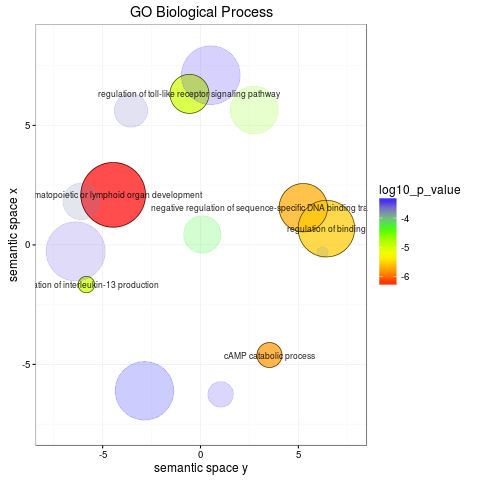 GO Biological Process
regulation of toll-like receptor signaling pathway
matopoietic or lymphoid organ development
negative regulation of sequence-specific DNA binding tra
regulation of binding
ation of interleukin-13 production
cAMP catabolic process
5
0
-5
-5
0
5
semantic space y
semantic space x
log10_p_value
-4
-5
-6